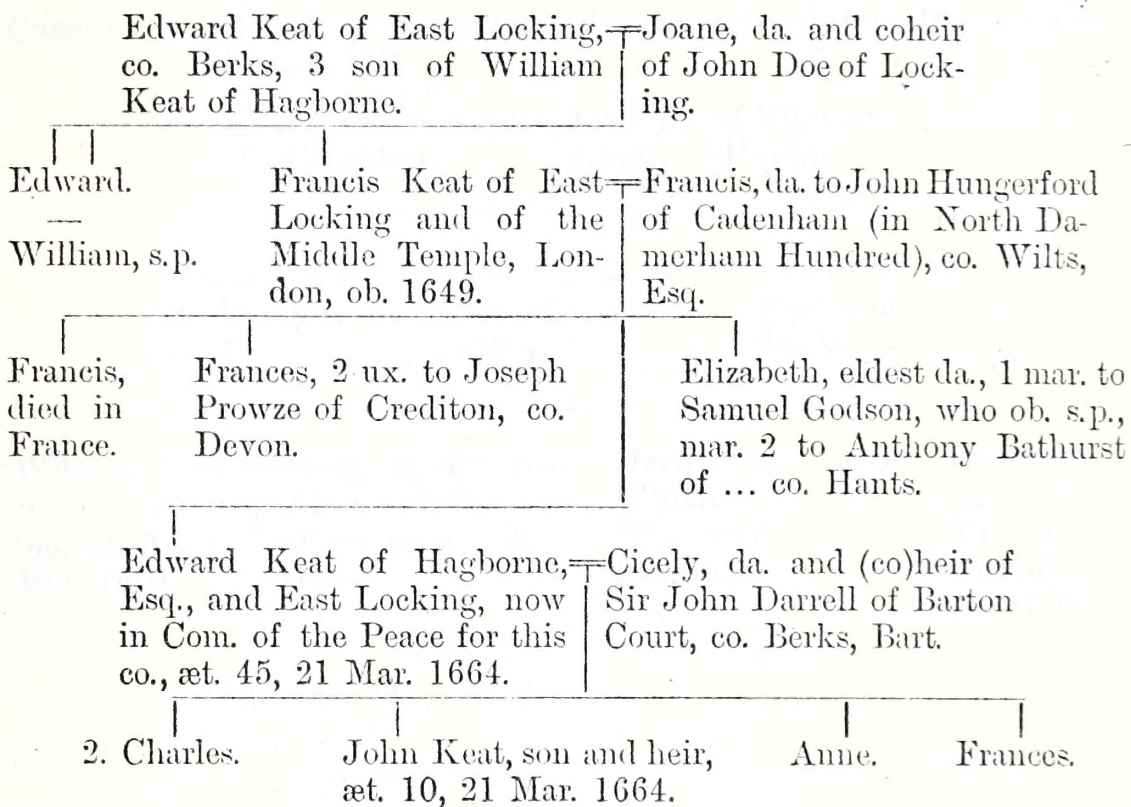 Edward Keat of East Locking,
co. Berks, 3 son of William
Keat of Hagborne.
Joane, da. and coheir
of John Doe of Lock-
ing.
Edward.
—
William, s.p.
Francis Keat of East
Locking and of the
Middle Temple, Lon-
don, ob. 1649.
Francis, da. to John Hungerford
of Cadenham (in North Da-
merham Hundred), co. Wilts,
Esq.
Francis,
died in
France.
Frances, 2 ux. to Joseph
Prowze of Crediton, co.
Devon.
Elizabeth, eldest da., 1 mar. to
Samuel Godson, who ob. s.p.,
mar. 2 to Anthony Bathurst
of ... co. Hants.
Edward Keat of Hagborne,
Esq., and East Locking, now
in Com. of the Peace for this
co., æt. 45, 21 Mar. 1664.
Cicely, da. and (co)heir of
Sir John Darrell of Barton
Court, co. Berks, Bart.
2. Charles.
John Keat, son and heir,
æt. 10, 21 Mar. 1664.
Anne.
Frances.